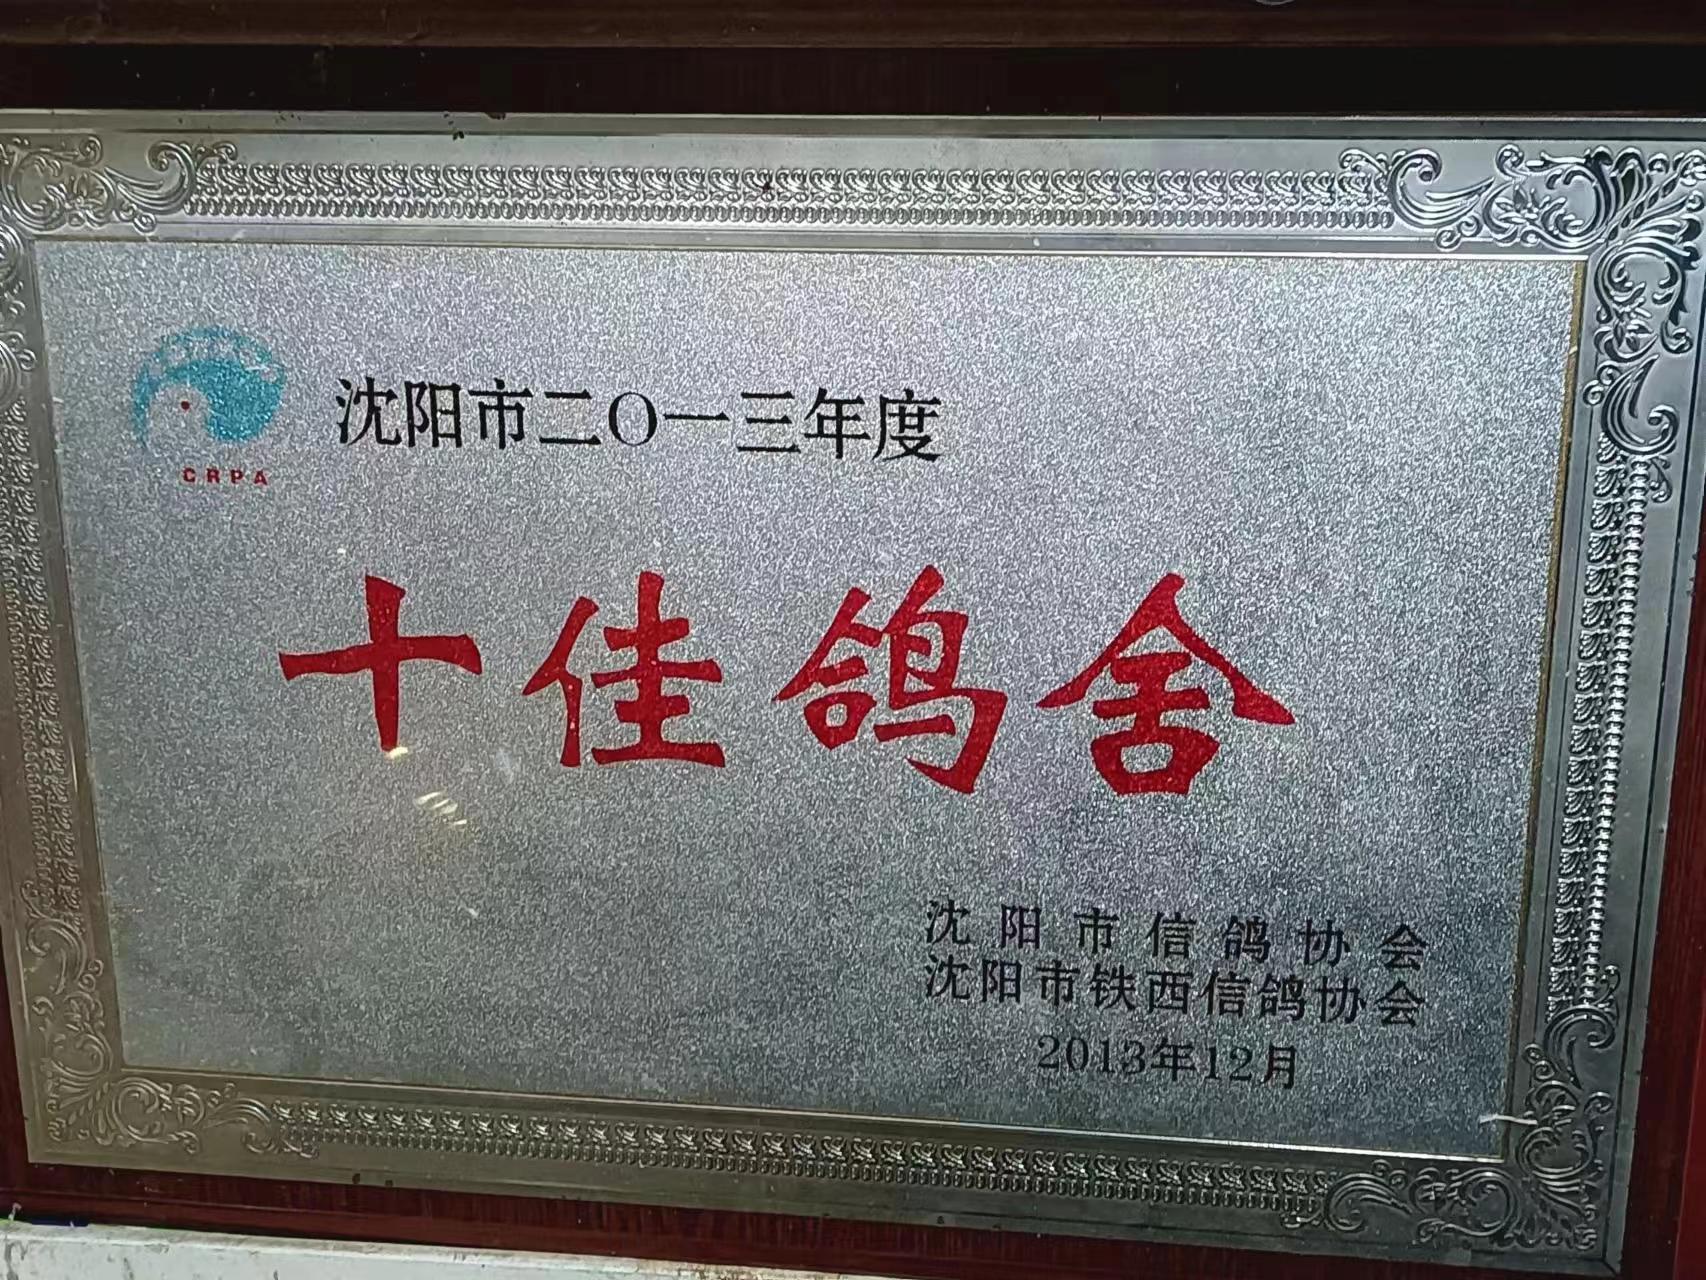 CRPA
沈阳市二〇一三年度
十佳鸽舍
沈阳市信鸽协会
沈阳市铁西信鸽协会
2013年12月